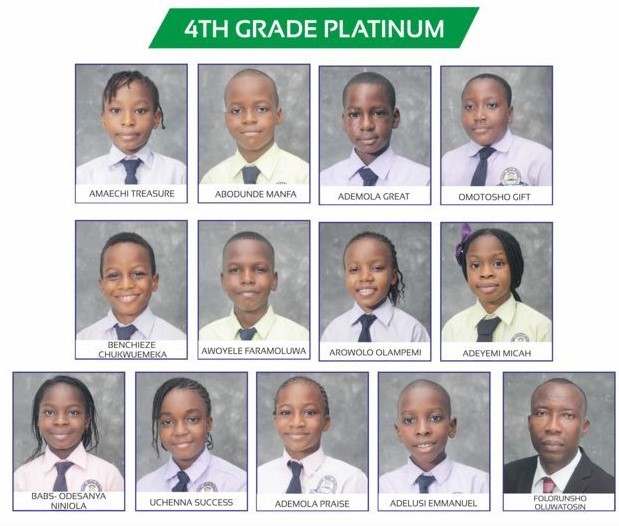 4TH GRADE PLATINUM
AMAECHI TREASURE
ABODUNDE MANFA
ADEMOLA GREAT
OMOTOSHO GIFT
BENCHIEZE
CHUKWUEMEKA
AWOYELE FARAMOLUWA
AROWOLO OLAMPEMI
ADEYEMI MICAH
BABS- ODESANYA
NINIOLA
UCHENNA SUCCESS
ADEMOLA PRAISE
ADELUSI EMMANUEL
FOLORUNSHO
OLUWATOSIN